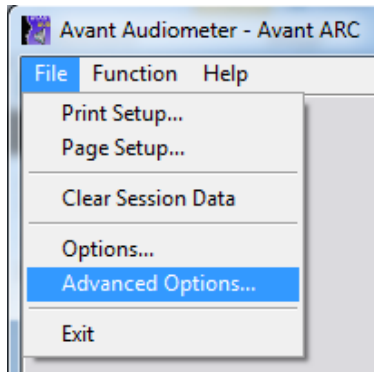 Avant Audiometer - Avant ARC
File Function Help
Print Setup...
Page Setup...
Clear Session Data
Options...
Advanced Options...
Exit